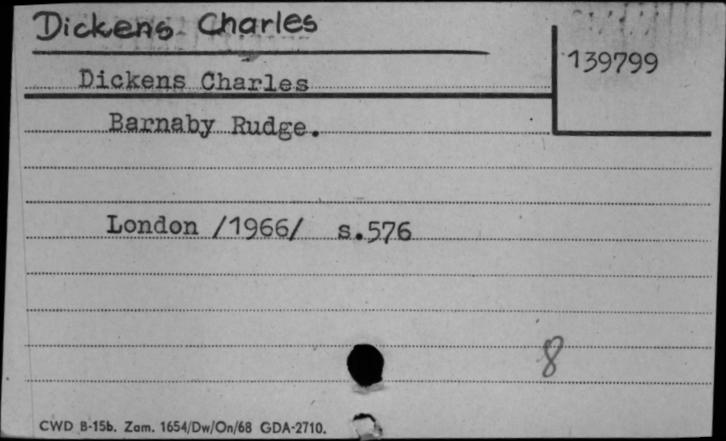 Dickens Charles
139799
Dickens Charles
Barnaby Rudge.
London /1966/ s.576
8
CWD B-15b. Zam. 1654/Dw/On/68 GDA-2710.